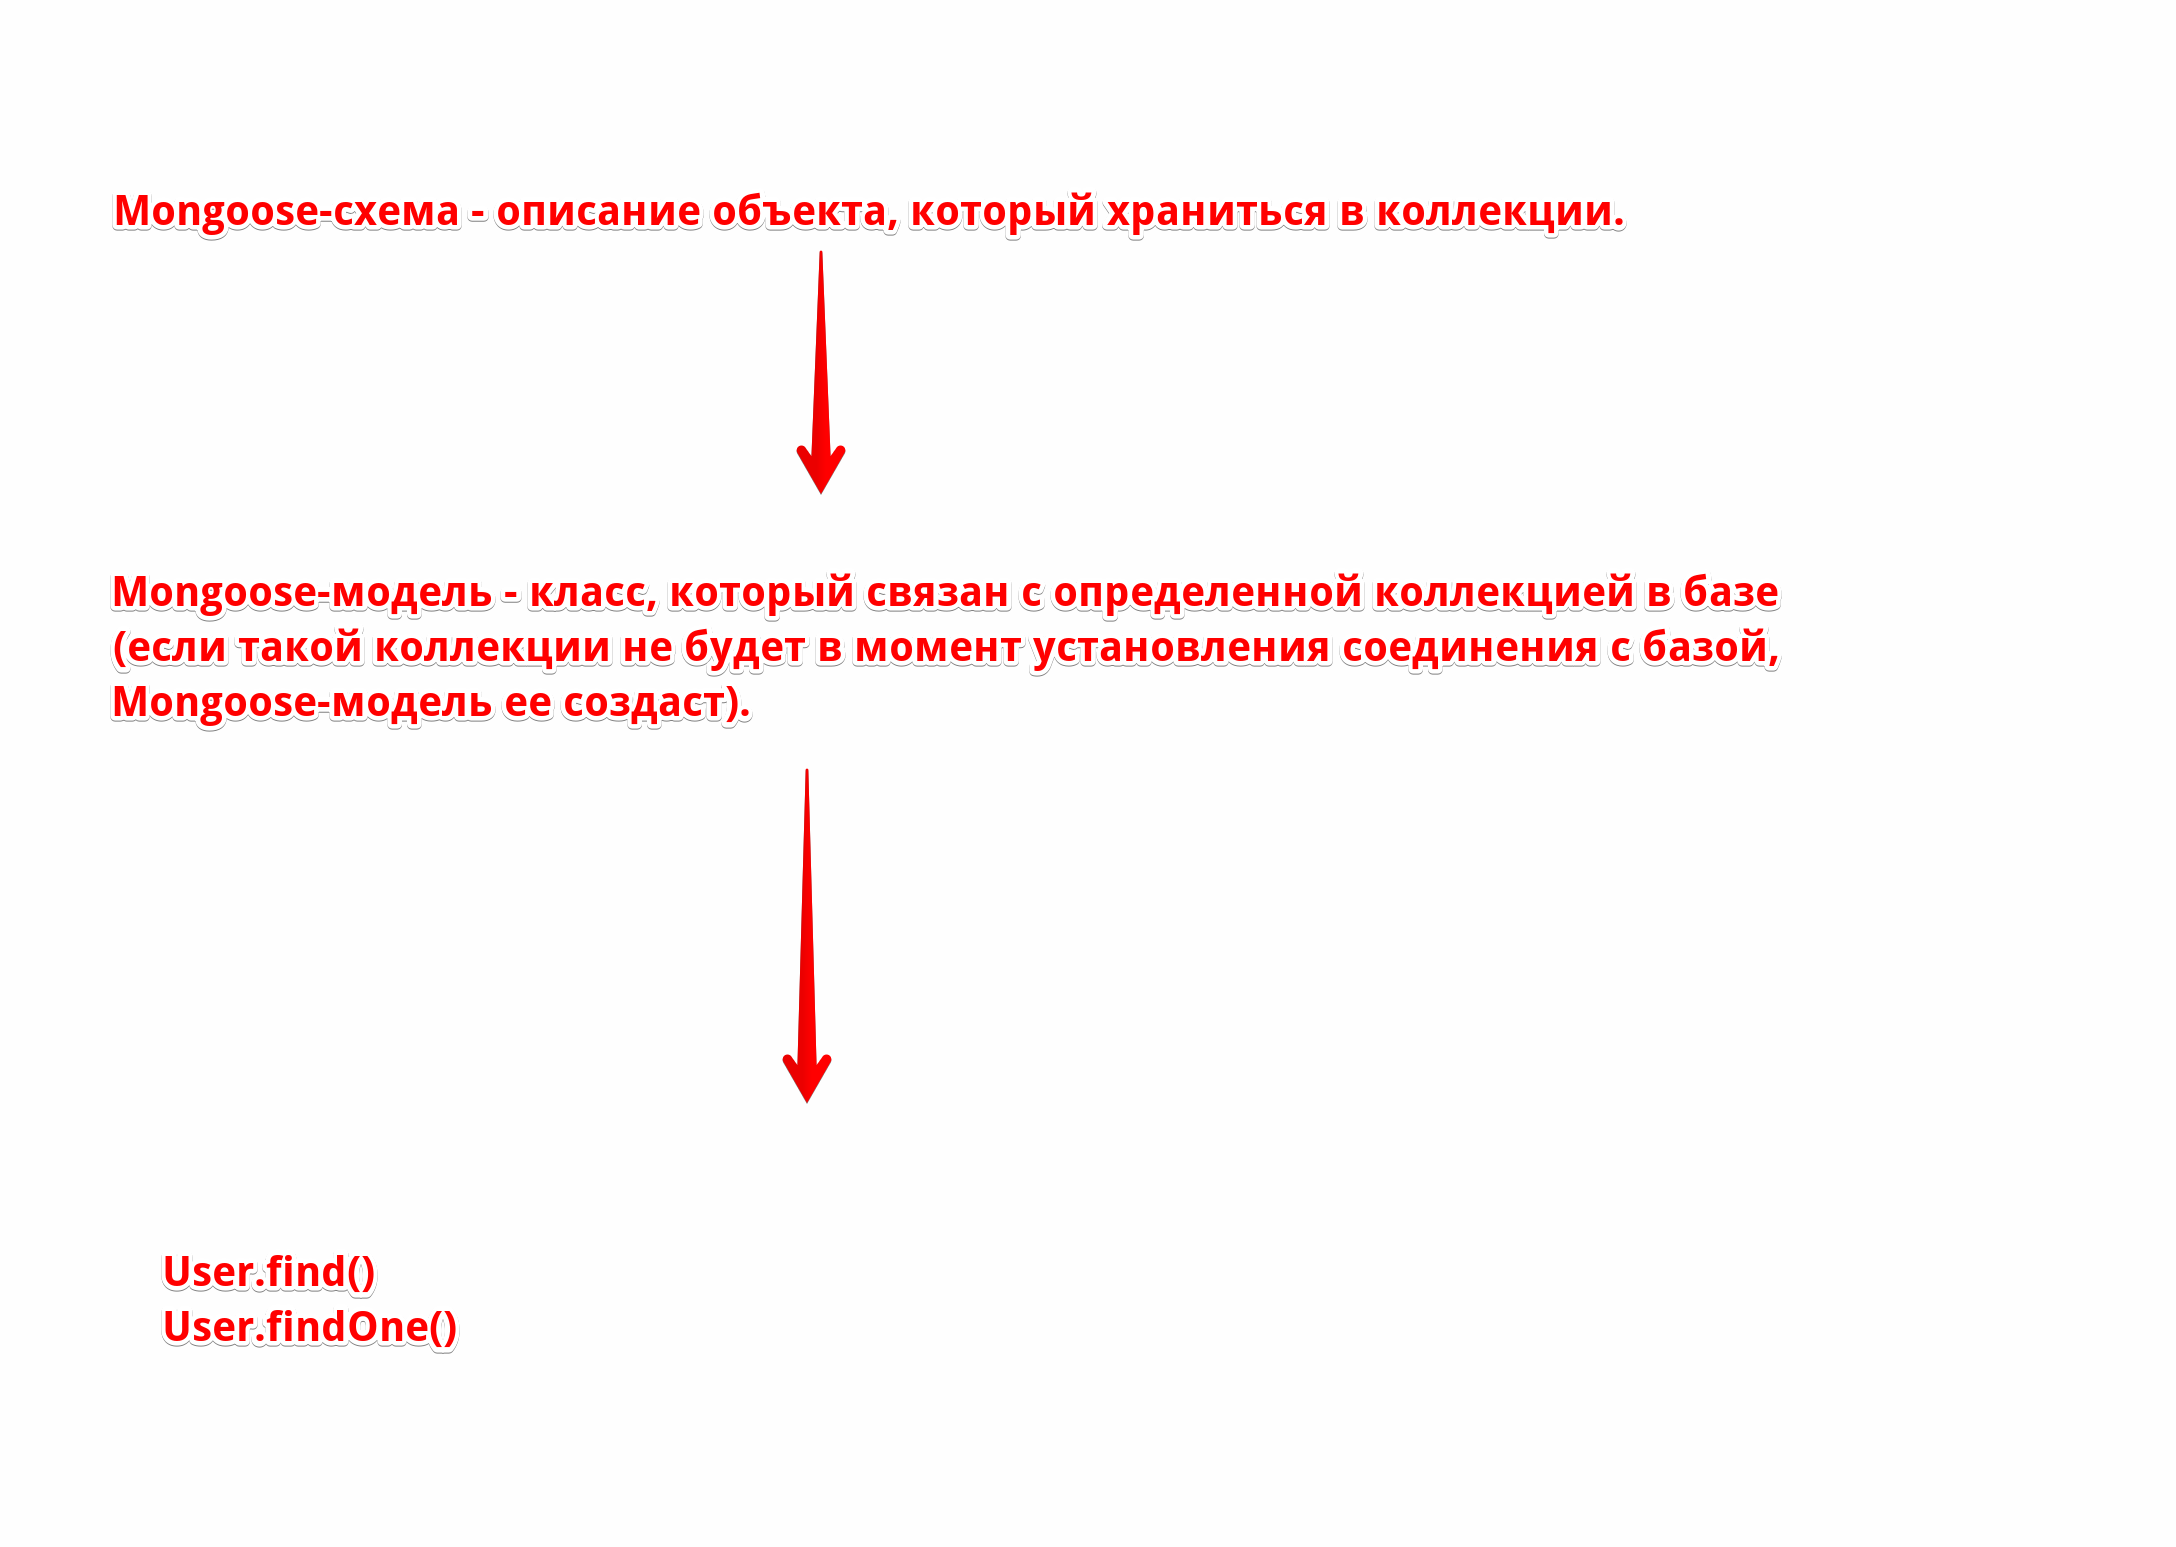 Mongoose-схема - описание объекта, который храниться в коллекции.
Mongoose-модель - класс, который связан с определенной коллекцией в базе
(если такой коллекции не будет в момент установления соединения с базой,
Mongoose-модель ее создаст).
User.find()
User.findOne()